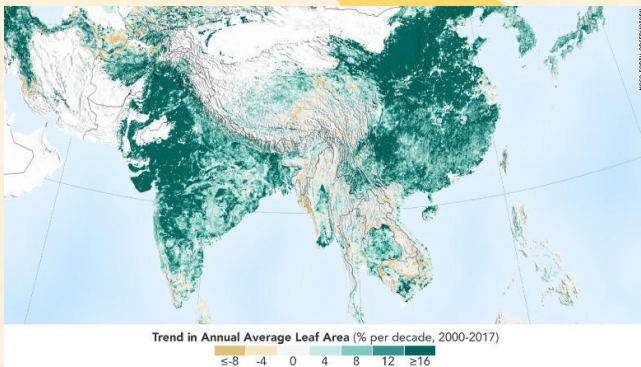 Trend in Annual Average Leaf Area (% per decade, 2000-2017)
≤-8 -4 0 4 8 12 ≥16